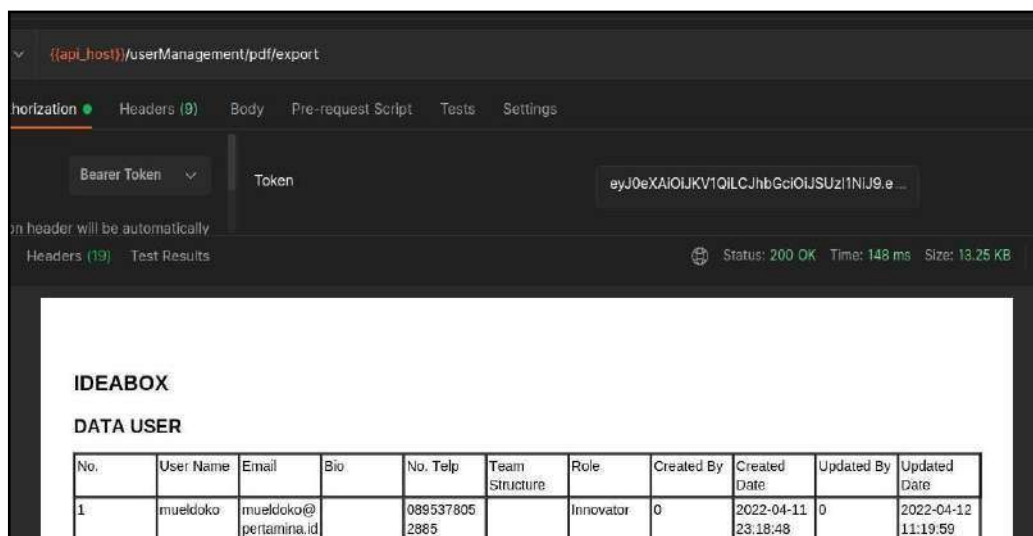 {{api_host}}/userManagement/pdf/export
horization Headers (9) Body Pre-request Script Tests Settings
Bearer Token Token eyJ0eXAiOiJKV1QiLCJhbGciOiJSUzI1NiJ9.e...
on header will be automatically
Headers (19) Test Results Status: 200 OK Time: 148 ms Size: 13.25 KB
IDEABOX
DATA USER
No. User Name Email Bio No. Telp Team Structure Role Created By Created Date Updated By Updated Date
1 mueldoko mueldoko@pertamina.id 0895378052885 Innovator 0 2022-04-11 23:18:48 0 2022-04-12 11:19:59